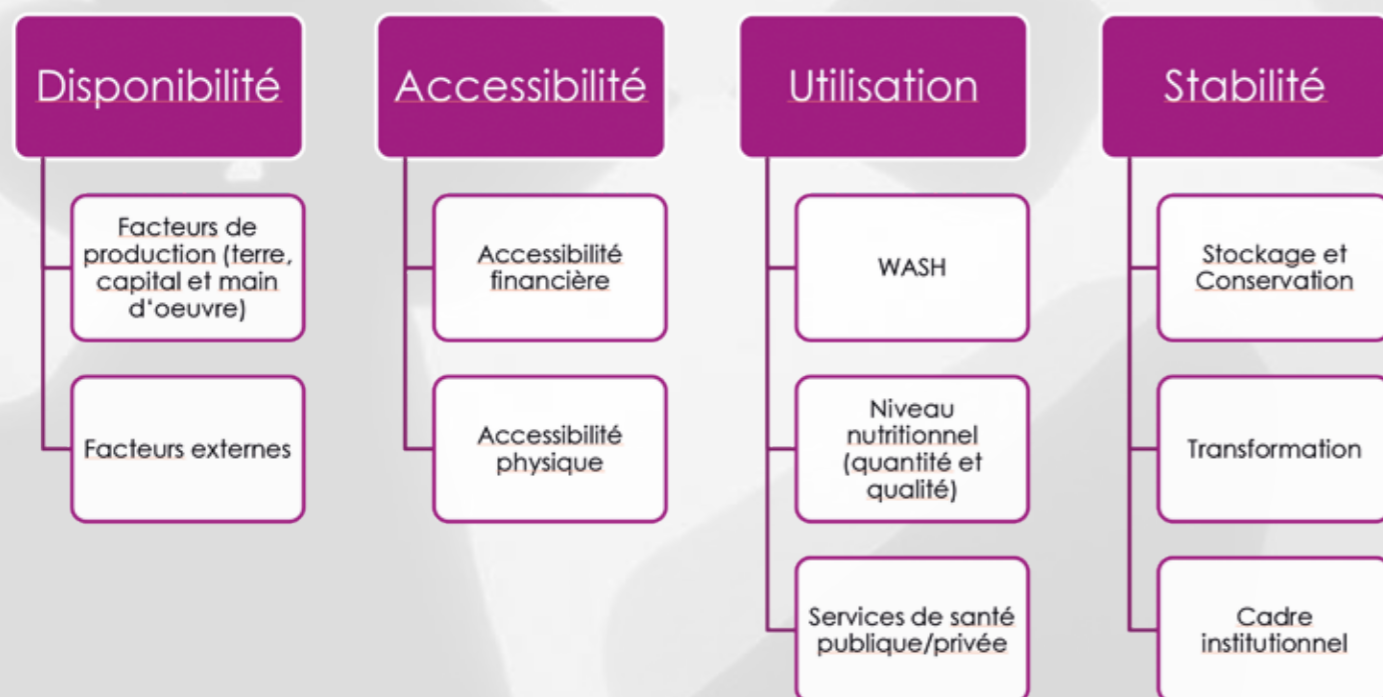 Disponibilité
Facteurs de
production (terre,
capital et main
d'oeuvre)
Facteurs externes
Accessibilité
Accessibilité
financière
Accessibilité
physique
Utilisation
WASH
Niveau
nutritionnel
(quantité et
qualité)
Services de santé
publique/privée
Stabilité
Stockage et
Conservation
Transformation
Cadre
institutionnel